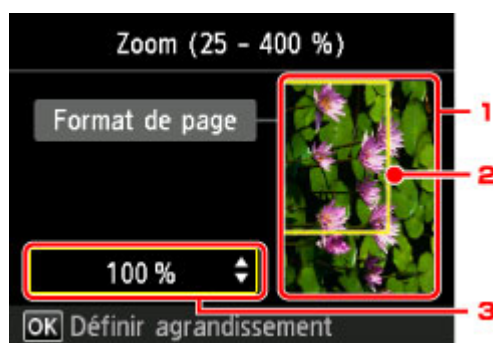 Zoom (25 - 400 %)
1
Format de page
2
100 %
3
OK Définir agrandissement